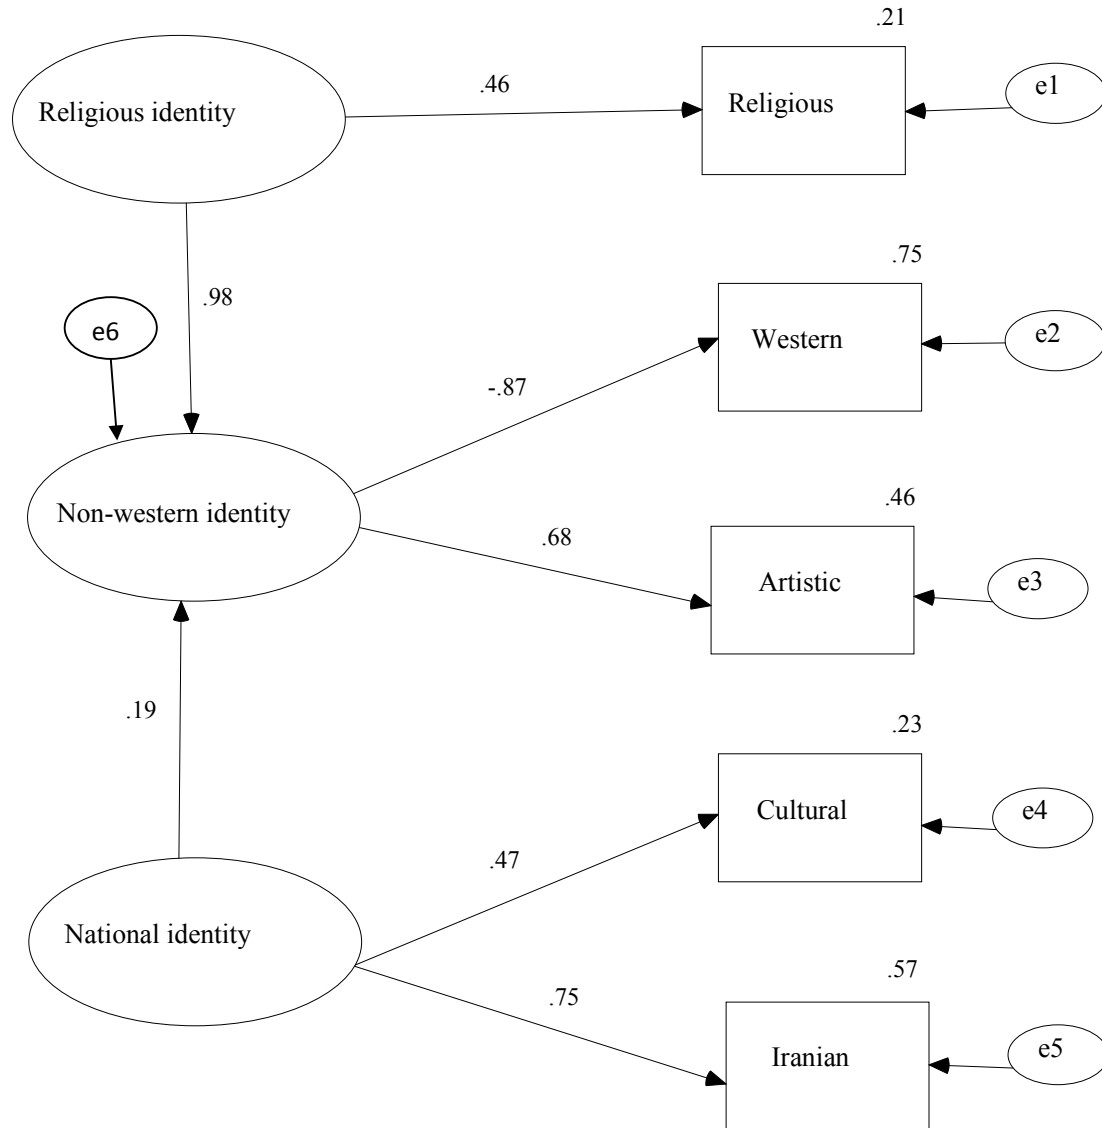 .21
Religious identity
.46
Religious
e1
.75
e6
.98
Western
e2
-.87
Non-western identity
.46
.68
Artistic
e3
.19
.23
Cultural
e4
.47
National identity
.57
.75
Iranian
e5